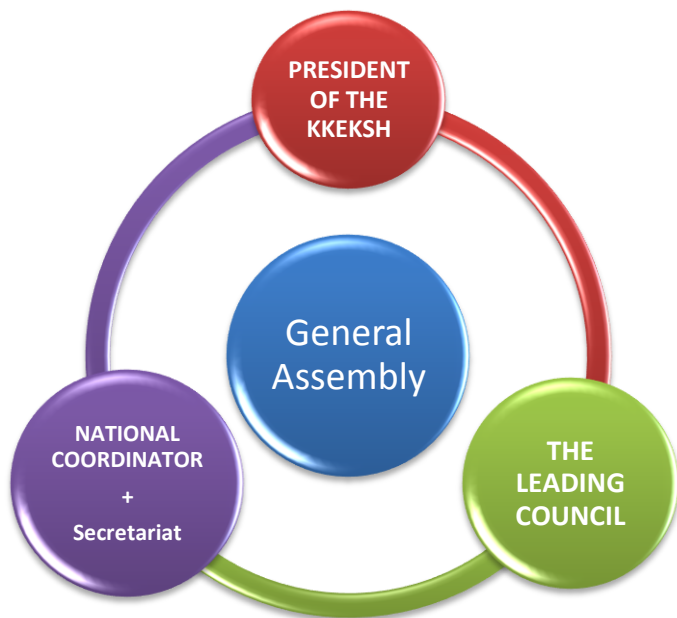 PRESIDENT
OF THE
KKEKSH
General
Assembly
NATIONAL
COORDINATOR
+
Secretariat
THE
LEADING
COUNCIL